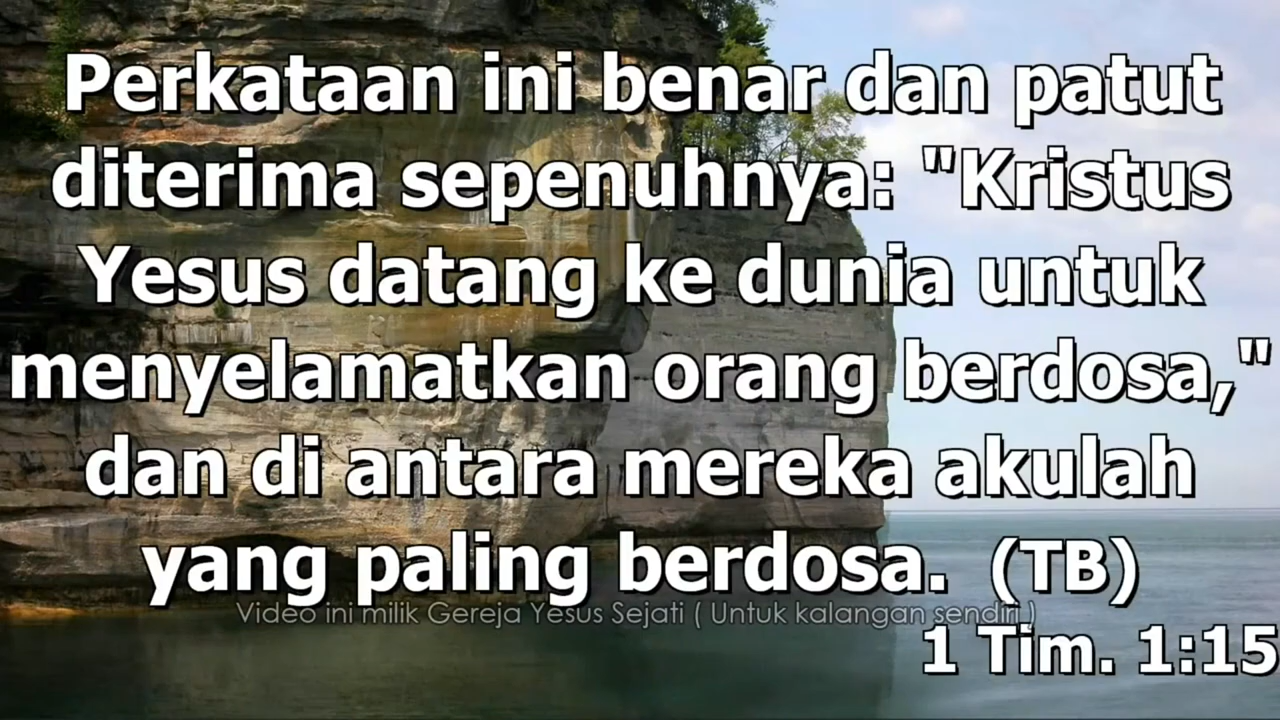 Perkataan ini benar dan patut
diterima sepenuhnya: "Kristus
Yesus datang ke dunia untuk
menyelamatkan orang berdosa,"
dan di antara mereka akulah
yang paling berdosa. (TB)
Video ini milik Gereja Yesus Sejati ( Untuk kalangan sendiri )
1 Tim. 1:15